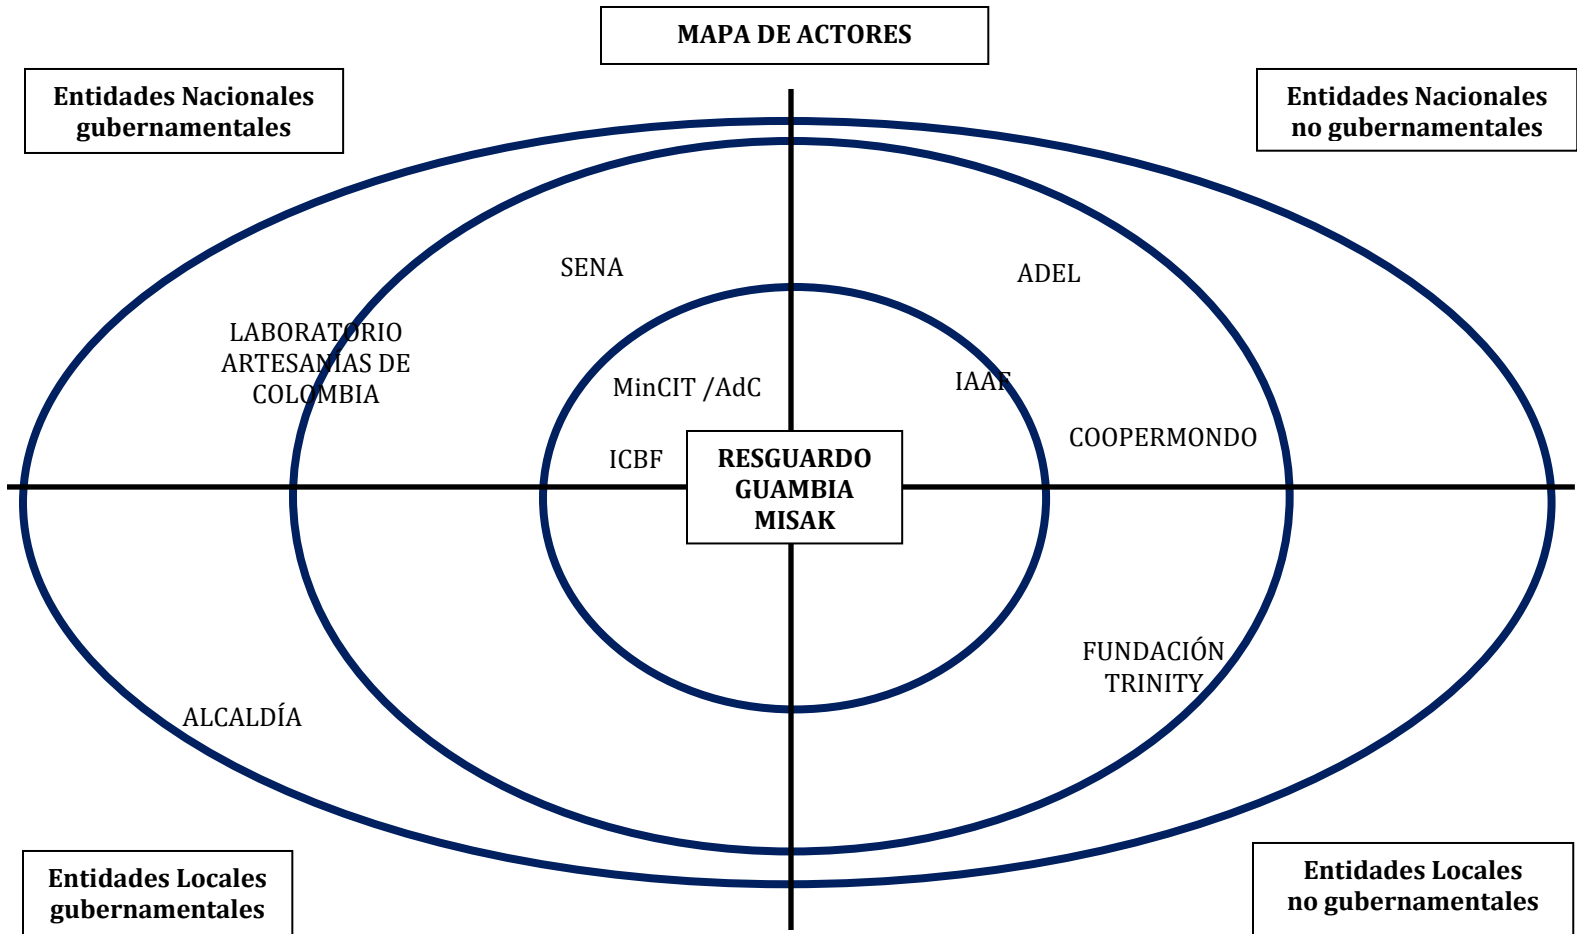 MAPA DE ACTORES
Entidades Nacionales
gubernamentales
Entidades Nacionales
no gubernamentales
SENA
ADEL
LABORATORIO
ARTESANÍAS DE
COLOMBIA
MinCIT /AdC
IAAF
COOPERMONDO
ICBF
RESGUARDO
GUAMBIA
MISAK
FUNDACIÓN
TRINITY
ALCALDÍA
Entidades Locales
gubernamentales
Entidades Locales
no gubernamentales